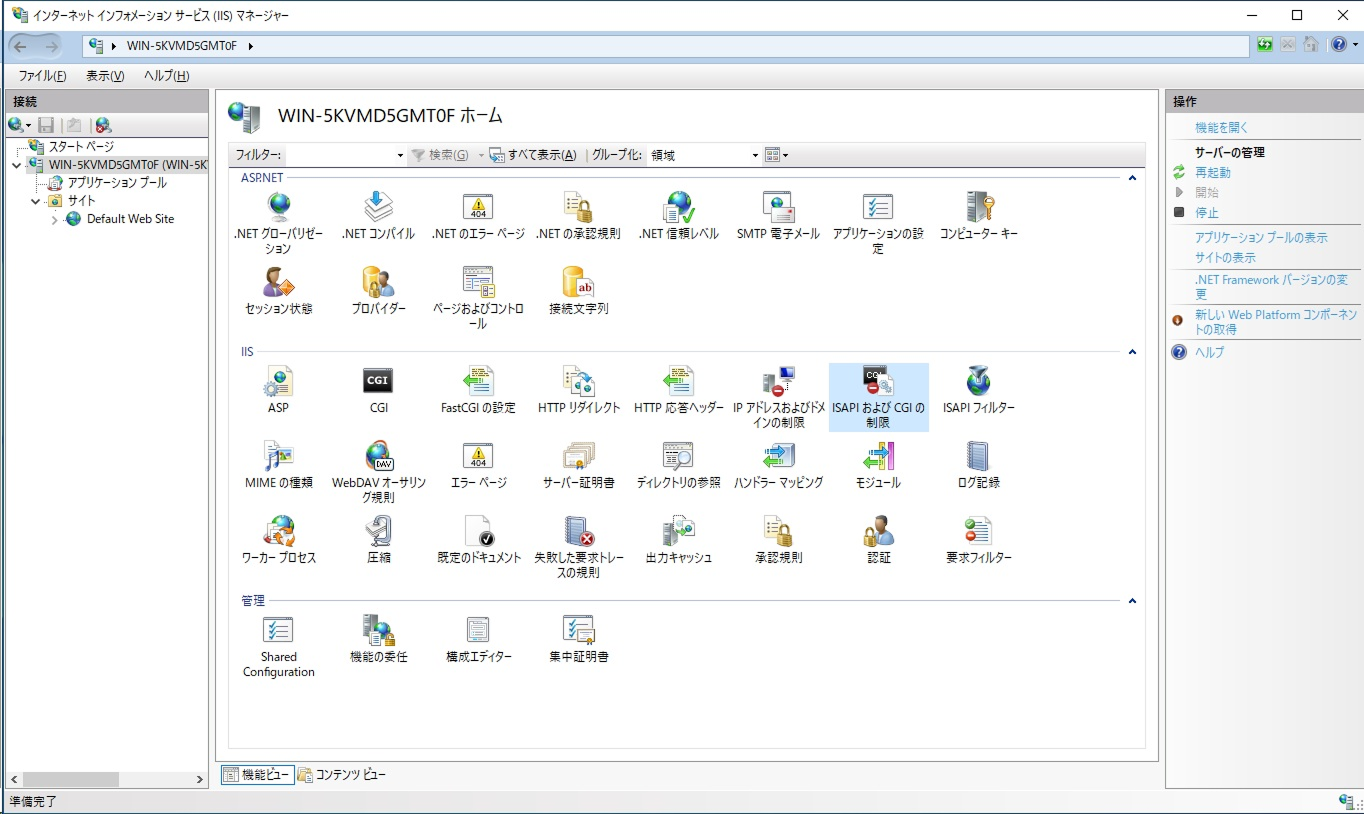 インターネット インフォメーション サービス (IIS) マネージャー
WIN-5KVMD5GMT0F
ファイル(F) 表示(V) ヘルプ(H)
接続
スタート ページ
WIN-5KVMD5GMT0F (WIN-5K
アプリケーション プール
サイト
Default Web Site
WIN-5KVMD5GMT0F ホーム
フィルター: 検索(G) すべて表示(A) グループ化: 領域
ASP.NET
.NET グローバリゼー
ション
.NET コンパイル
.NET のエラー ページ
.NET の承認規則
.NET 信頼レベル
SMTP 電子メール
アプリケーションの設
定
コンピューター キー
セッション状態
プロバイダー
ページおよびコントロ
ール
接続文字列
ab
IIS
ASP
CGI
CGI
FastCGI の設定
HTTP リダイレクト
HTTP 応答ヘッダー
IP アドレスおよびドメ
インの制限
ISAPI および CGI の
制限
ISAPI フィルター
MIME の種類
DAV
WebDAV オーサリン
グ規則
404
エラー ページ
サーバー証明書
ディレクトリの参照
ハンドラー マッピング
モジュール
ログ記録
ワーカー プロセス
圧縮
既定のドキュメント
失敗した要求トレー
スの規則
出力キャッシュ
承認規則
認証
要求フィルター
管理
Shared
Configuration
機能の委任
構成エディター
集中証明書
機能ビュー コンテンツ ビュー
操作
機能を開く
サーバーの管理
再起動
開始
停止
アプリケーション プールの表示
サイトの表示
.NET Framework バージョンの変
更
新しい Web Platform コンポーネン
トの取得
ヘルプ
準備完了